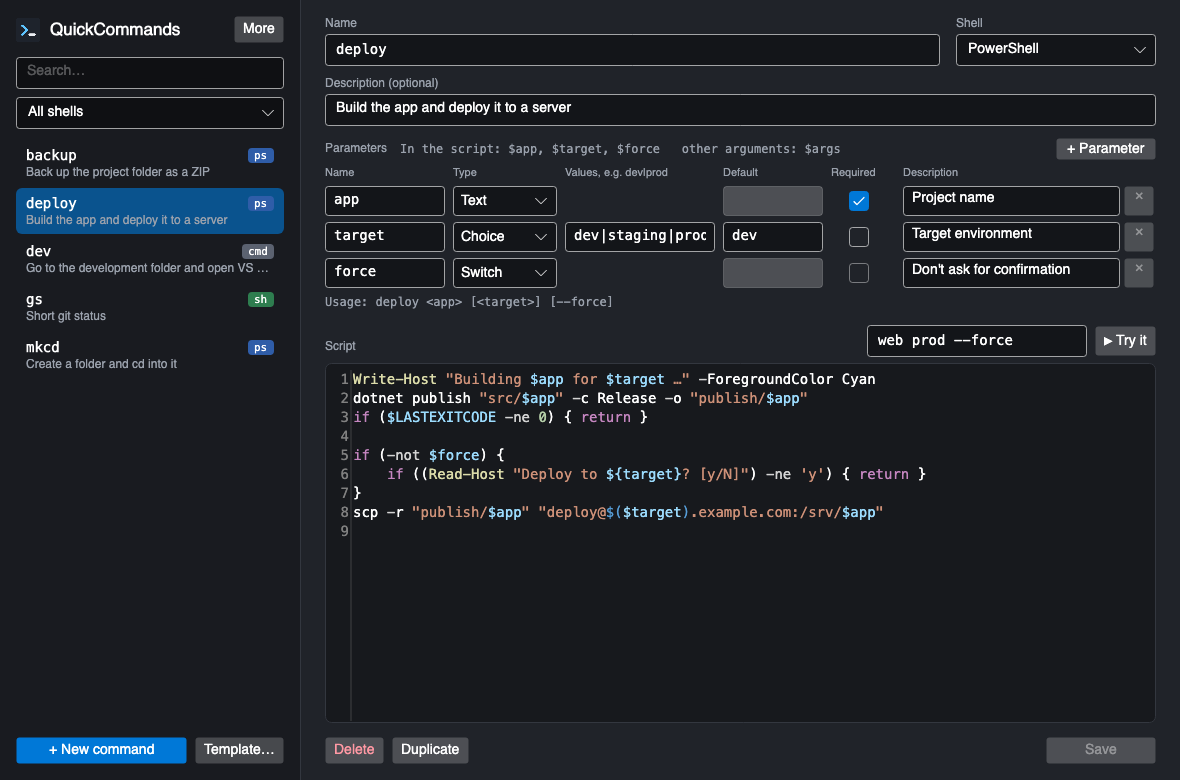 QuickCommands
More
Search...
All shells
backup
ps
Back up the project folder as a ZIP
deploy
ps
Build the app and deploy it to a server
dev
cmd
Go to the development folder and open VS ...
gs
sh
Short git status
mkcd
ps
Create a folder and cd into it
+ New command
Template...
Name
Shell
deploy
PowerShell
Description (optional)
Build the app and deploy it to a server
Parameters In the script: $app, $target, $force other arguments: $args
+ Parameter
Name Type Values, e.g. dev|prod Default Required Description
app Text Project name ×
target Choice dev|staging|prod dev Target environment ×
force Switch Don't ask for confirmation ×
Usage: deploy <app> [<target>] [--force]
Script
web prod --force
▶ Try it
1 Write-Host "Building $app for $target …" -ForegroundColor Cyan
2 dotnet publish "src/$app" -c Release -o "publish/$app"
3 if ($LASTEXITCODE -ne 0) { return }
4
5 if (-not $force) {
6     if ((Read-Host "Deploy to ${target}? [y/N]") -ne 'y') { return }
7 }
8 scp -r "publish/$app" "deploy@$($target).example.com:/srv/$app"
9
Delete
Duplicate
Save